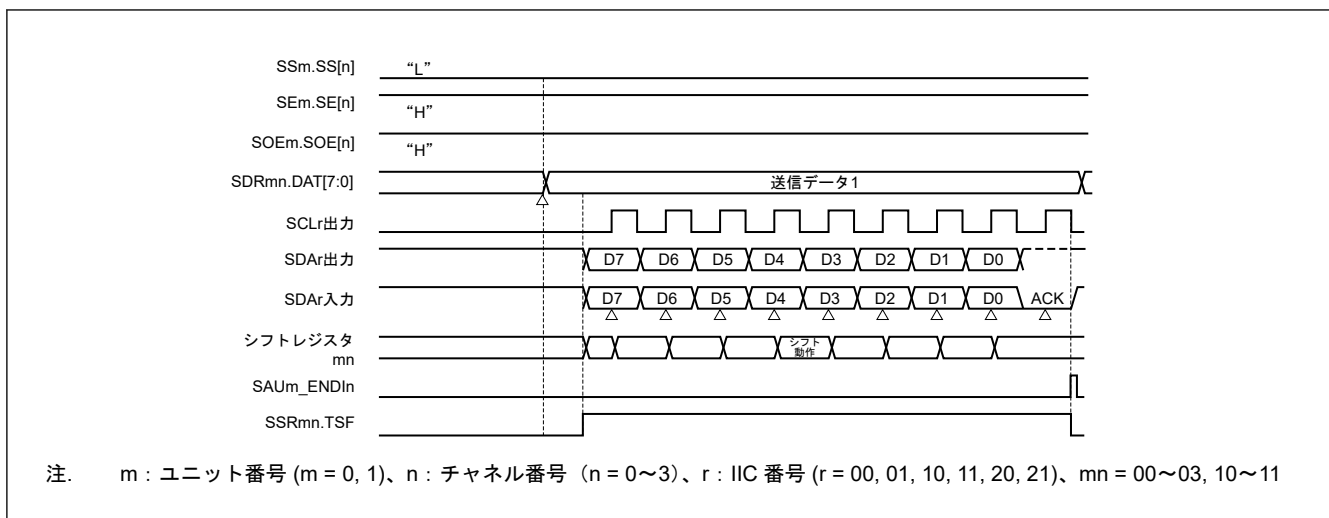 SSm.SS[n] “L”
SEm.SE[n] “H”
SOEm.SOE[n] “H”
SDRmn.DAT[7:0] 送信データ1
SCLr出力
SDAr出力 D7 D6 D5 D4 D3 D2 D1 D0
SDAr入力 D7 D6 D5 D4 D3 D2 D1 D0 ACK
シフトレジスタ
mn
シフト
動作
SAUm_ENDIn
SSRmn.TSF
注. m：ユニット番号 (m = 0, 1)、n：チャネル番号（n = 0～3）、r：IIC 番号 (r = 00, 01, 10, 11, 20, 21)、mn = 00～03, 10～11